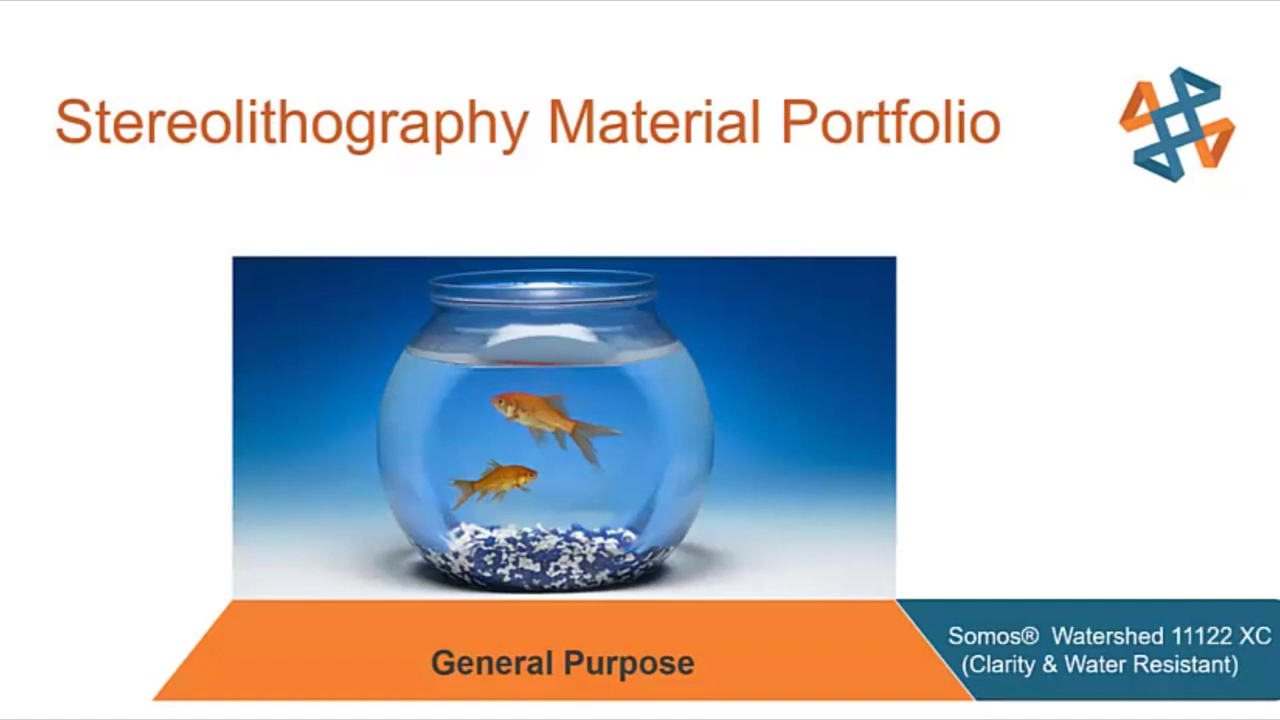 Stereolithography Material Portfolio
General Purpose
Somos® Watershed 11122 XC
(Clarity & Water Resistant)